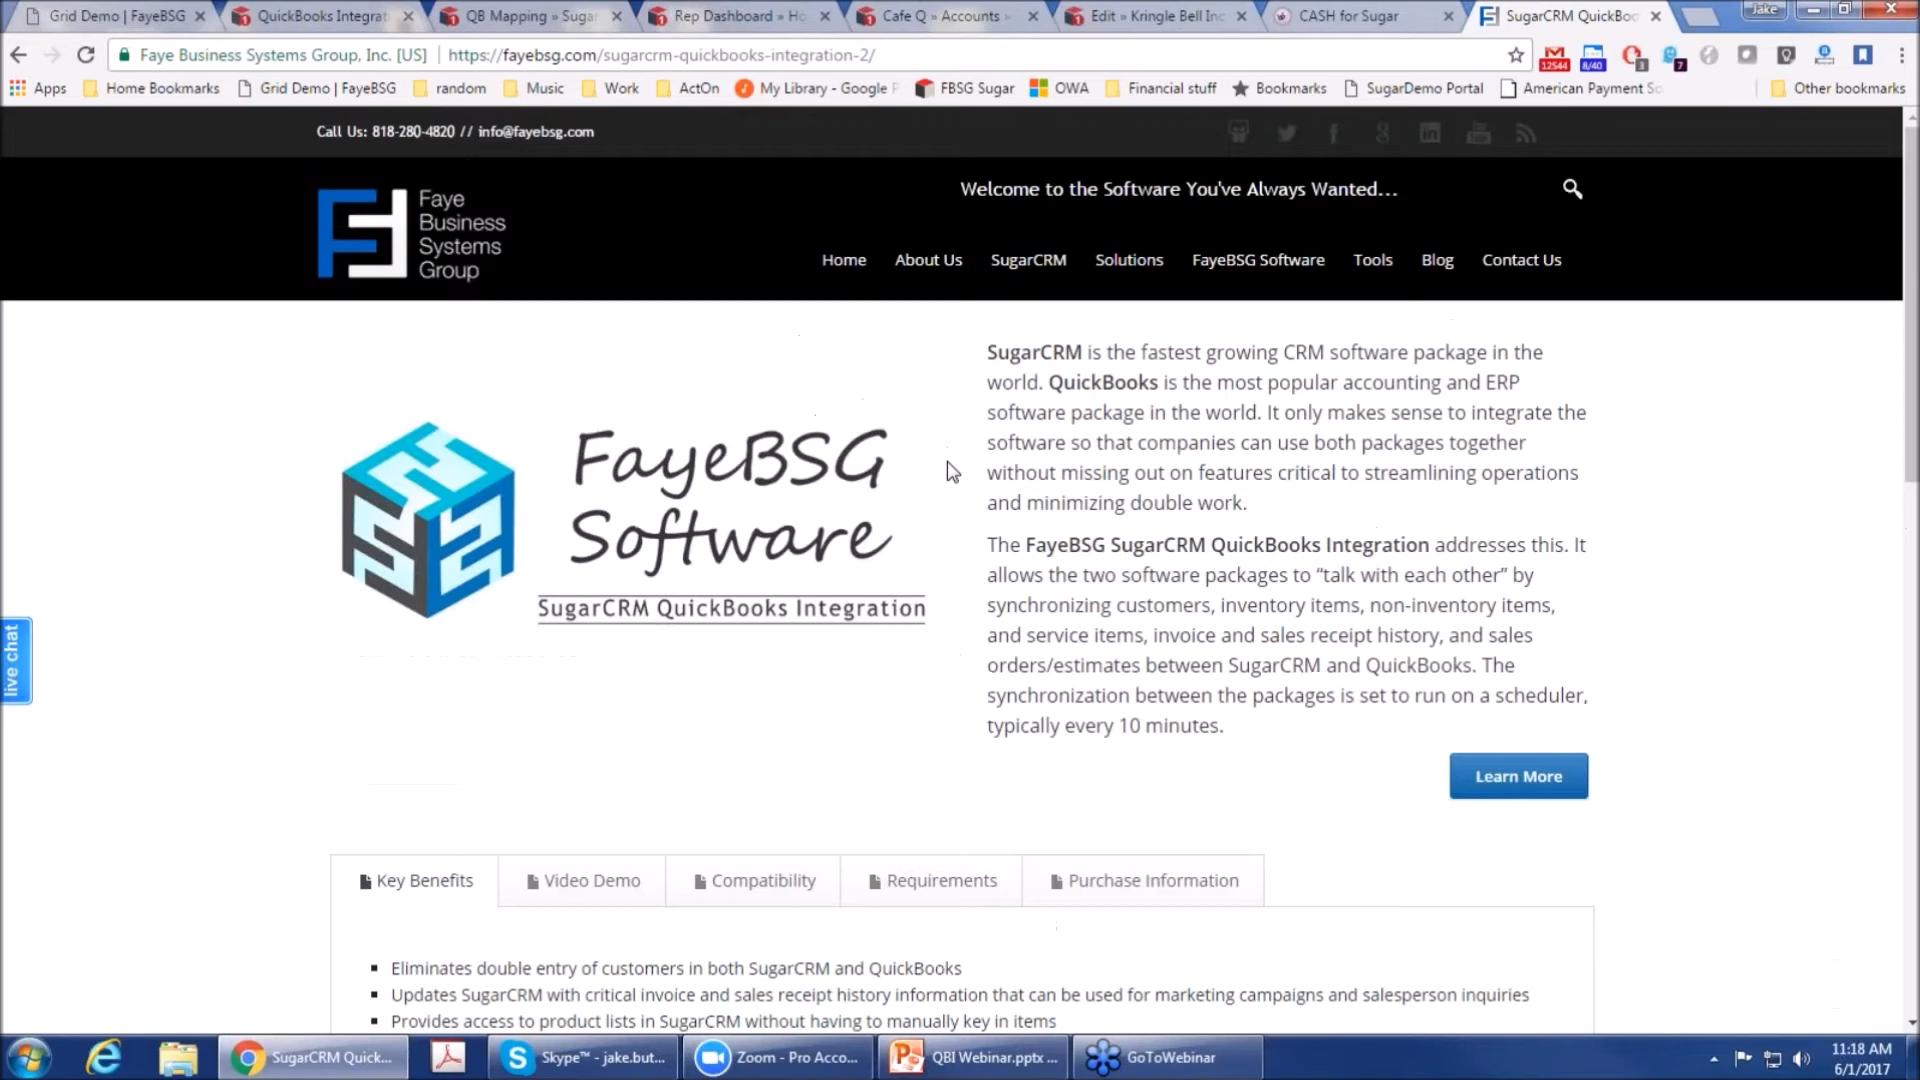 Grid Demo | FayeBSG
QuickBooks Integrat
QB Mapping » Sugar
Rep Dashboard » Ho
Cafe Q » Accounts »
Edit » Kringle Bell Inc
CASH for Sugar
SugarCRM QuickBoo
Jake
Faye Business Systems Group, Inc. [US]
https://fayebsg.com/sugarcrm-quickbooks-integration-2/
12544
8/40
3
7
Apps
Home Bookmarks
Grid Demo | FayeBSG
random
Music
Work
ActOn
My Library - Google P
FBSG Sugar
OWA
Financial stuff
Bookmarks
SugarDemo Portal
American Payment So
Other bookmarks
Call Us: 818-280-4820 // info@fayebsg.com
Faye
Business
Systems
Group
Welcome to the Software You've Always Wanted...
Home
About Us
SugarCRM
Solutions
FayeBSG Software
Tools
Blog
Contact Us
FayeBSG
Software
SugarCRM QuickBooks Integration
SugarCRM is the fastest growing CRM software package in the
world. QuickBooks is the most popular accounting and ERP
software package in the world. It only makes sense to integrate the
software so that companies can use both packages together
without missing out on features critical to streamlining operations
and minimizing double work.
The FayeBSG SugarCRM QuickBooks Integration addresses this. It
allows the two software packages to “talk with each other” by
synchronizing customers, inventory items, non-inventory items,
and service items, invoice and sales receipt history, and sales
orders/estimates between SugarCRM and QuickBooks. The
synchronization between the packages is set to run on a scheduler,
typically every 10 minutes.
live chat
Learn More
Key Benefits
Video Demo
Compatibility
Requirements
Purchase Information
Eliminates double entry of customers in both SugarCRM and QuickBooks
Updates SugarCRM with critical invoice and sales receipt history information that can be used for marketing campaigns and salesperson inquiries
Provides access to product lists in SugarCRM without having to manually key in items
SugarCRM Quick...
Skype™ - jake.but...
Zoom - Pro Acco...
QBI Webinar.pptx ...
GoToWebinar
11:18 AM
6/1/2017